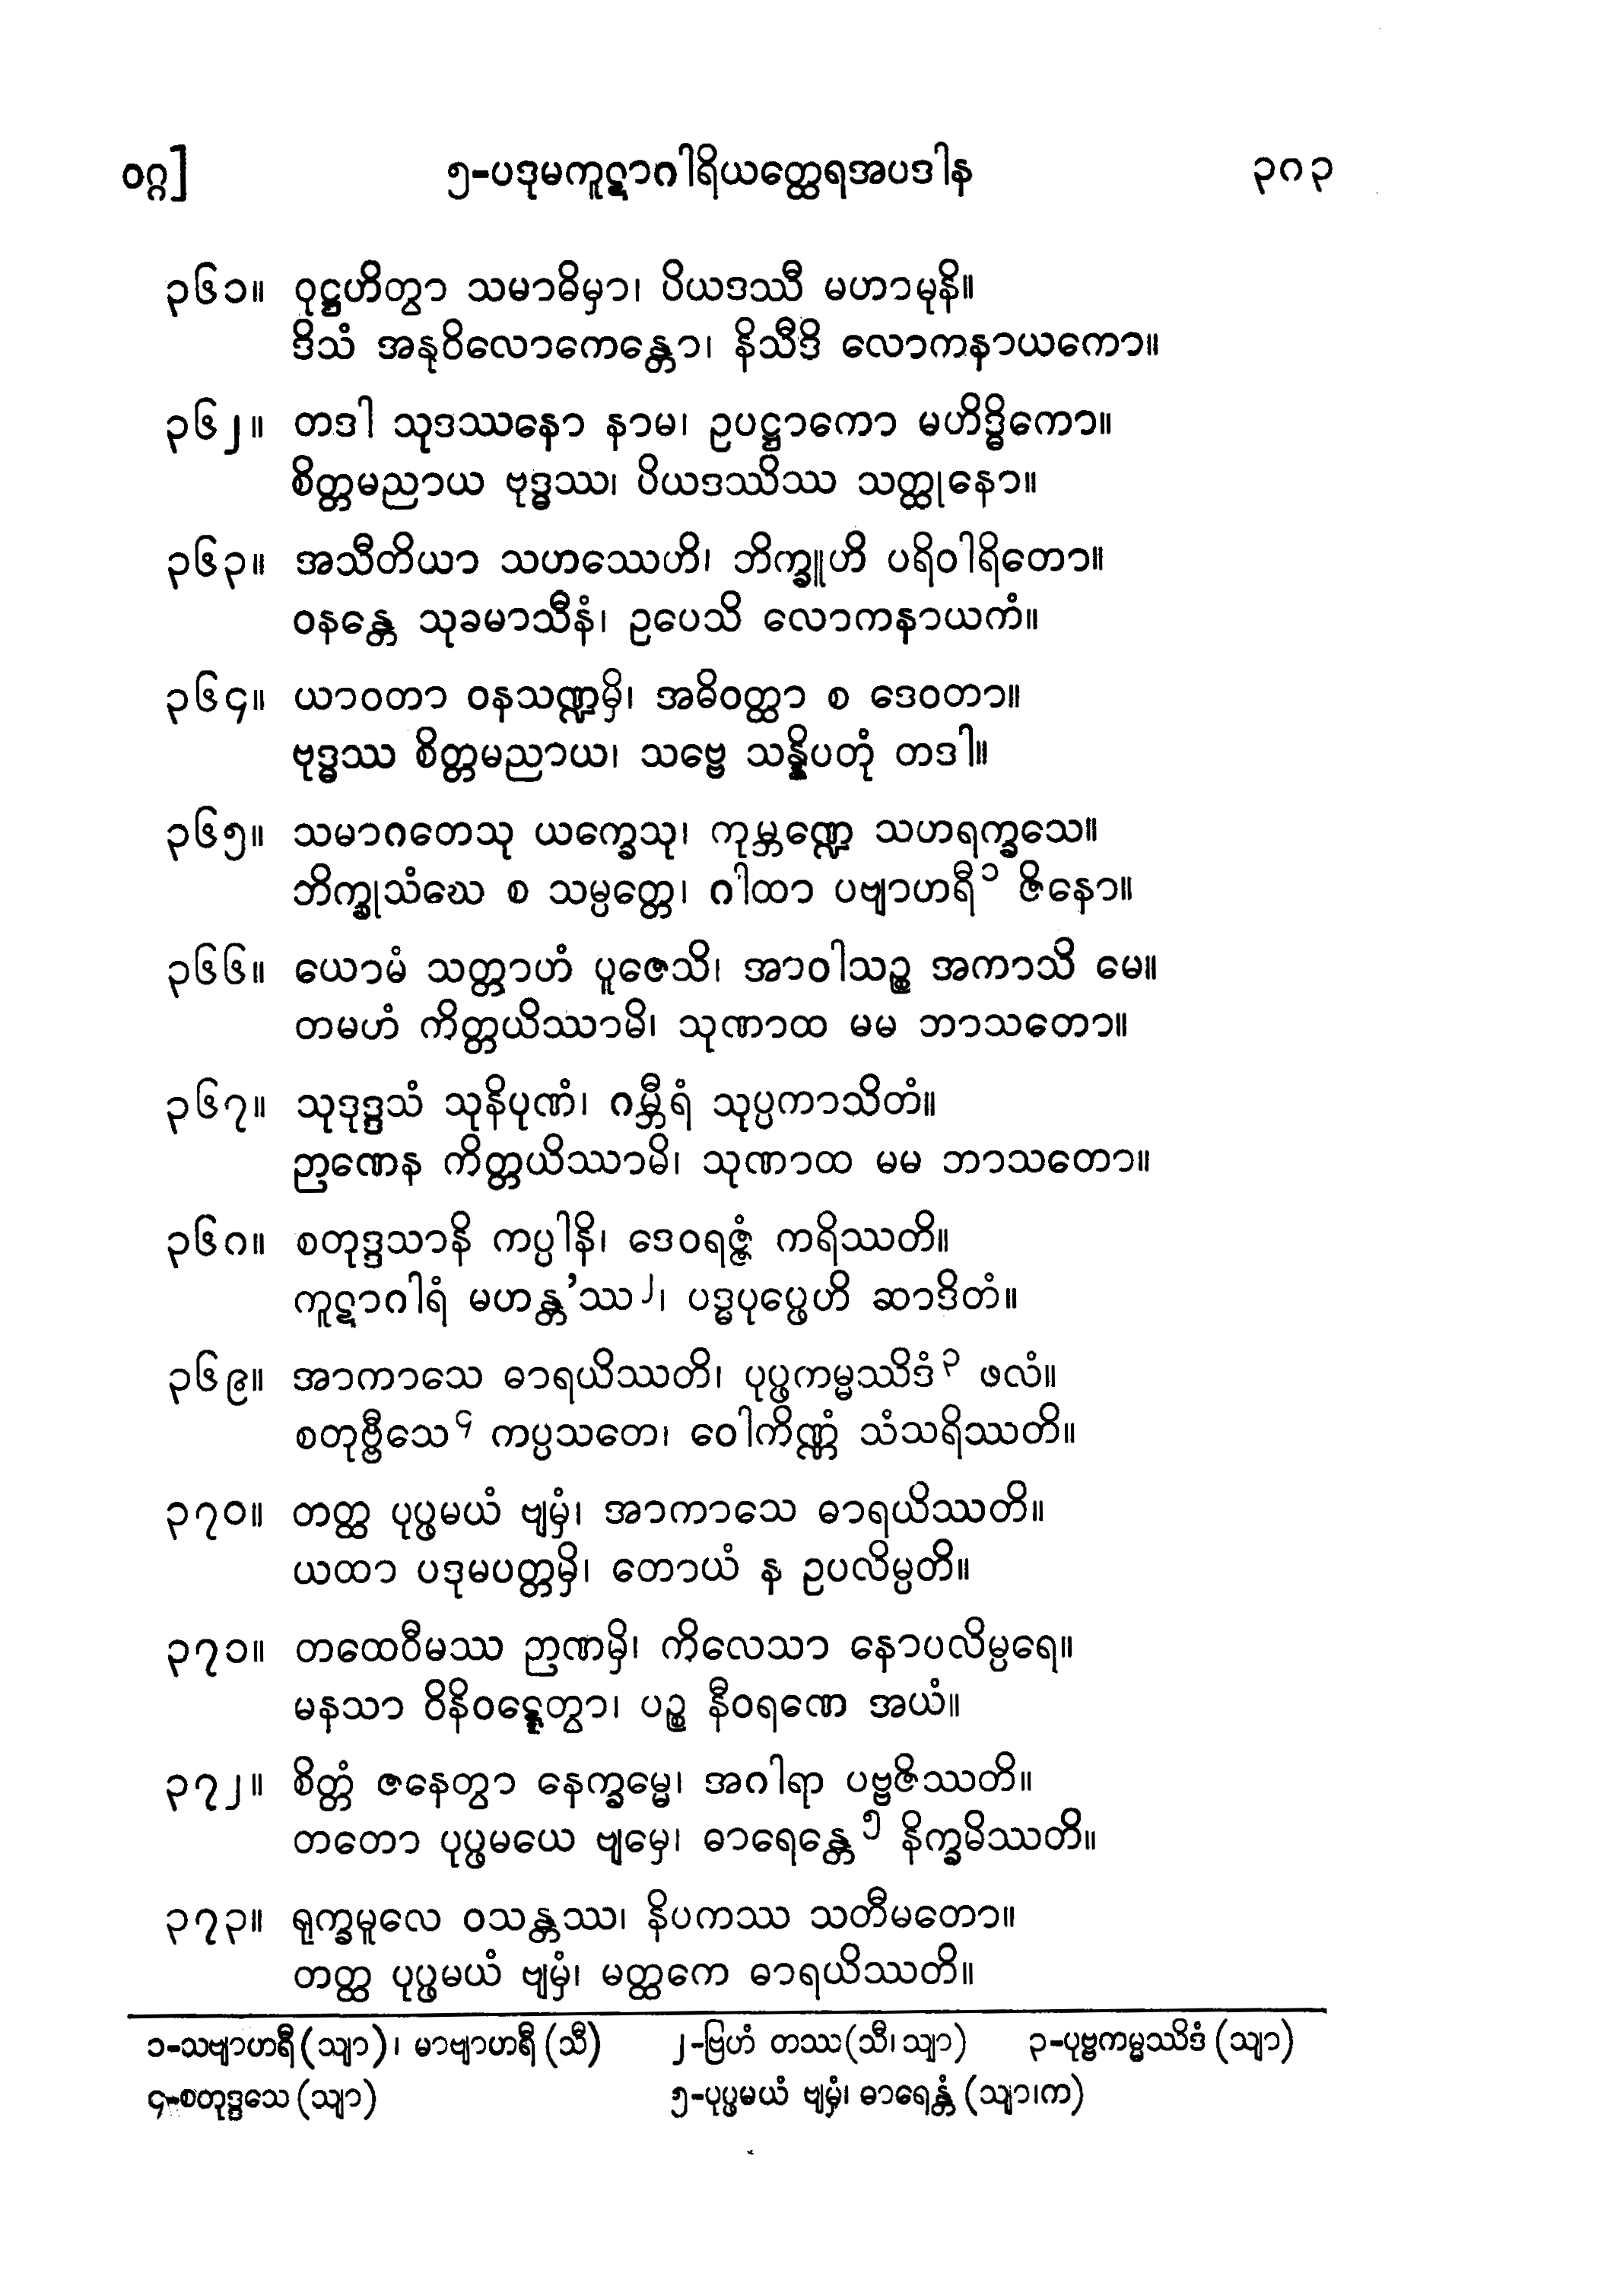 ၀ဂ္ဂ] ၅-ပဒုမကူဋာဂါရိယတ္ထေရအပဒါန ၃၈၃
၃၆၁။ ဝုဋ္ဌဟိတွာ သမာဓိမှာ၊ ပိယဒဿီ မဟာမုနိ။
ဒိသံ အနုဝိလောကေန္တော၊ နိသီဒိ လောကနာယကော။
၃၆၂။ တဒါ သုဒဿနော နာမ၊ ဥပဋ္ဌာကော မဟိဒ္ဓိကော။
စိတ္တမညာယ ဗုဒ္ဓဿ၊ ပိယဒဿိဿ သတ္ထုနော။
၃၆၃။ အသီတိယာ သဟဿေဟိ၊ ဘိက္ခူဟိ ပရိဝါရိတော။
ဝနန္တေ သုခမာသီနံ၊ ဥပေသိ လောကနာယကံ။
၃၆၄။ ယာဝတာ ဝနသဏ္ဍမှိ၊ အဓိဝတ္ထာ စ ဒေဝတာ။
ဗုဒ္ဓဿ စိတ္တမညာယ၊ သဗ္ဗေ သန္နိပတုံ တဒါ။
၃၆၅။ သမာဂတေသု ယက္ခေသု၊ ကုမ္ဘဏ္ဍေ သဟရက္ခသေ။
ဘိက္ခုသံဃေ စ သမ္ပတ္တေ၊ ဂါထာ ပဗျာဟရီ၁ ဇိနော။
၃၆၆။ ယောမံ သတ္တာဟံ ပူဇေသိ၊ အာဝါသဉ္စ အကာသိ မေ။
တမဟံ ကိတ္တယိဿာမိ၊ သုဏာထ မမ ဘာသတော။
၃၆၇။ သုဒုဒ္ဒသံ သုနိပုဏံ၊ ဂမ္ဘီရံ သုပ္ပကာသိတံ။
ဉာဏေန ကိတ္တယိဿာမိ၊ သုဏာထ မမ ဘာသတော။
၃၆၈။ စတုဒ္ဒသာနိ ကပ္ပါနိ၊ ဒေဝရဇ္ဇံ ကရိဿတိ။
ကူဋာဂါရံ မဟန္တ’ဿ၂၊ ပဒ္မပုပ္ဖေဟိ ဆာဒိတံ။
၃၆၉။ အာကာသေ ဓာရယိဿတိ၊ ပုပ္ဖကမ္မဿိဒံ၃ ဖလံ။
စတုဗ္ဗီသေ၄ ကပ္ပသတေ၊ ဝေါကိဏ္ဏံ သံသရိဿတိ။
၃၇၀။ တတ္ထ ပုပ္ဖမယံ ဗျမှံ၊ အာကာသေ ဓာရယိဿတိ။
ယထာ ပဒုမပတ္တမှိ၊ တောယံ န ဥပလိမ္ပတိ။
၃၇၁။ တထေဝီမဿ ဉာဏမှိ၊ ကိလေသာ နောပလိမ္ပရေ။
မနသာ ဝိနိဝဋ္ဋေတွာ၊ ပဉ္စ နီဝရဏေ အယံ။
၃၇၂။ စိတ္တံ ဇနေတွာ နေက္ခမ္မေ၊ အဂါရာ ပဗ္ဗဇိဿတိ။
တတော ပုပ္ဖမယေ ဗျမှေ၊ ဓာရေန္တေ၅ နိက္ခမိဿတိ။
၃၇၃။ ရုက္ခမူလေ ဝသန္တဿ၊ နိပကဿ သတီမတော။
တတ္ထ ပုပ္ဖမယံ ဗျမှံ၊ မတ္ထကေ ဓာရယိဿတိ။
၁-သဗျာဟရီ (သျာ)၊ မာဗျာဟရီ (သီ) ၂-ဗြဟံ တဿ (သီ၊ သျာ) ၃-ပုဗ္ဗကမ္မဿိဒံ (သျာ)
၄-စတုဒ္ဒသေ (သျာ) ၅-ပုပ္ဖမယံ ဗျမှံ၊ ဓာရေန္တံ (သျာ၊က)